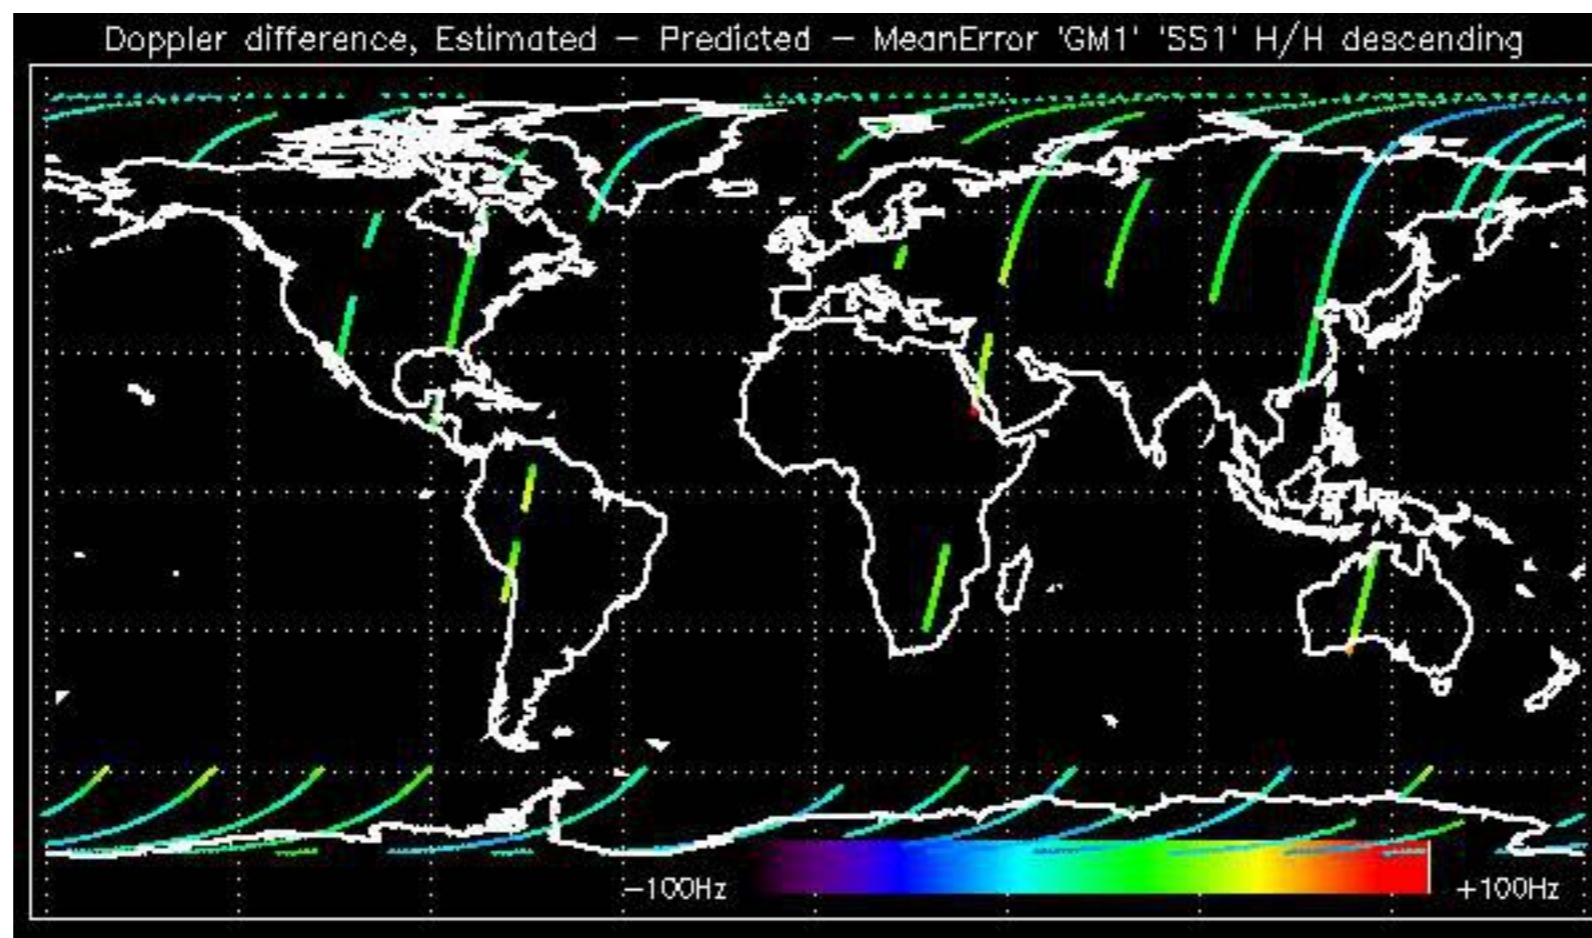 Doppler difference, Estimated – Predicted – MeanError 'GM1' 'SS1' H/H descending
–100Hz +100Hz